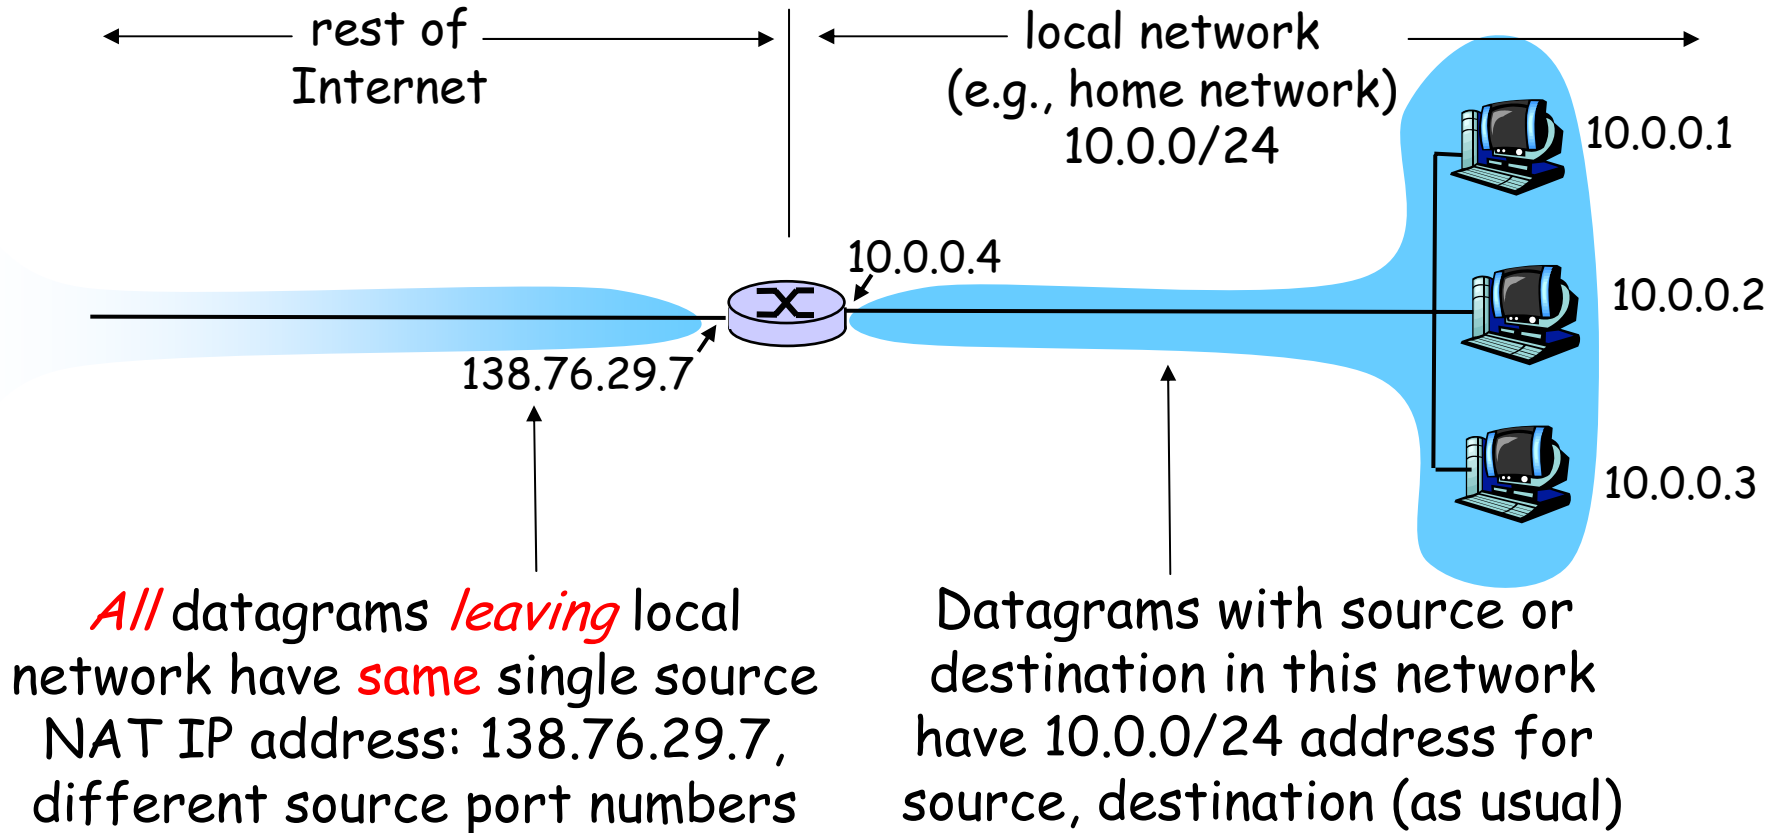 rest of
Internet
local network
(e.g., home network)
10.0.0/24
10.0.0.1
10.0.0.4
10.0.0.2
138.76.29.7
10.0.0.3
All datagrams leaving local
network have same single source
NAT IP address: 138.76.29.7,
different source port numbers
Datagrams with source or
destination in this network
have 10.0.0/24 address for
source, destination (as usual)